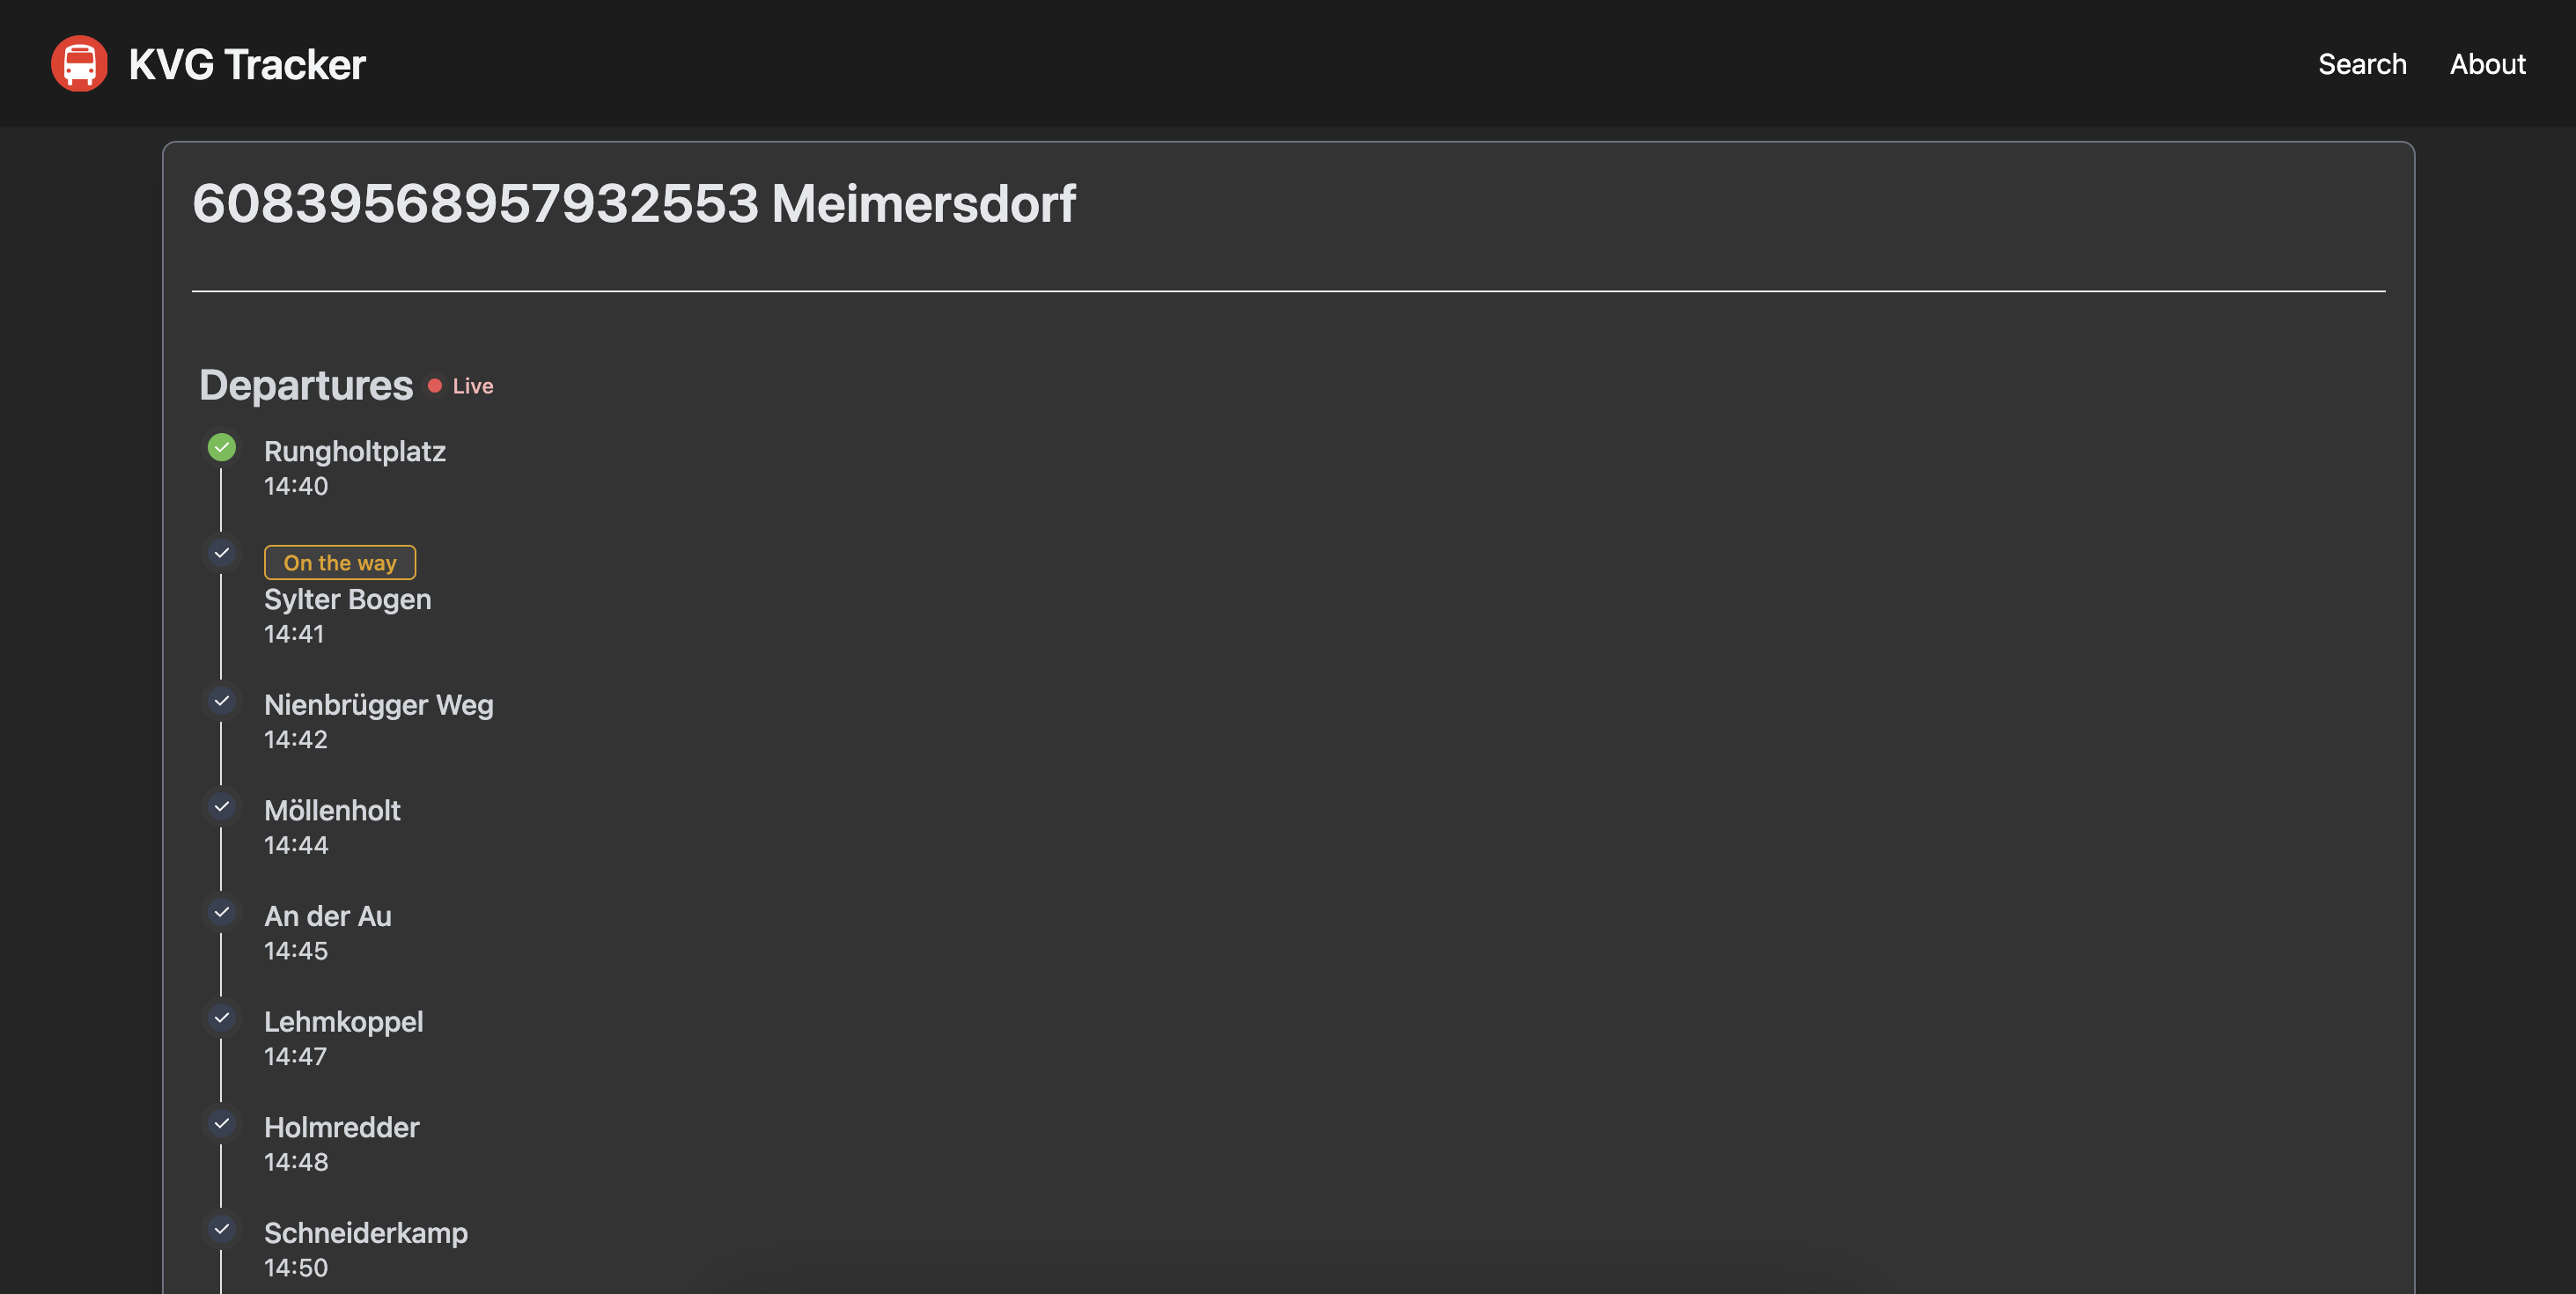 KVG Tracker
Search
About
60839568957932553 Meimersdorf
Departures
Live
Rungholtplatz
14:40
On the way
Sylter Bogen
14:41
Nienbrügger Weg
14:42
Möllenholt
14:44
An der Au
14:45
Lehmkoppel
14:47
Holmredder
14:48
Schneiderkamp
14:50